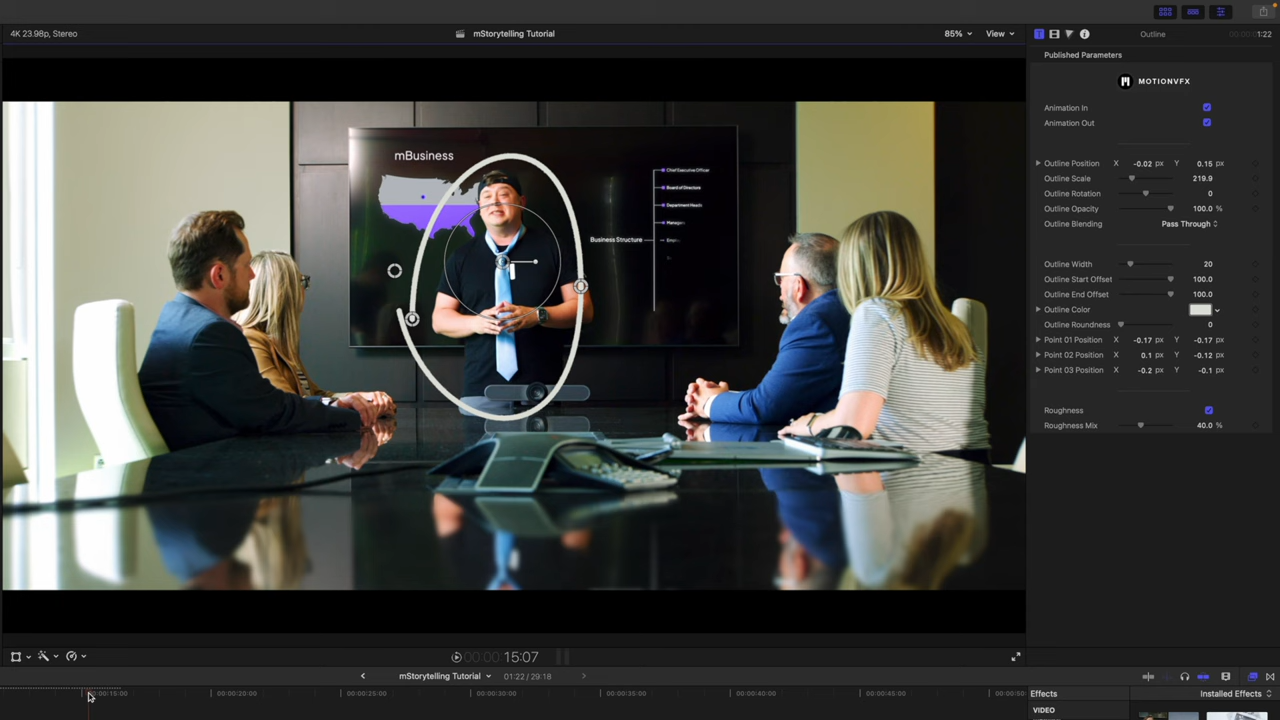 4K 23.98p, Stereo
mStorytelling Tutorial
85%
View
Outline
1:22
Published Parameters
MOTIONVFX
Animation In
Animation Out
Outline Position X -0.02 px Y 0.15 px
Outline Scale 219.9
Outline Rotation 0
Outline Opacity 100.0 %
Outline Blending Pass Through
Outline Width 20
Outline Start Offset 100.0
Outline End Offset 100.0
Outline Color
Outline Roundness 0
Point 01 Position X -0.17 px Y -0.17 px
Point 02 Position X 0.1 px Y -0.12 px
Point 03 Position X -0.2 px Y -0.1 px
Roughness
Roughness Mix 40.0 %
mBusiness
Chief Executive Officer
Board of Directors
Department Heads
Managers
Business Structure
15:07
mStorytelling Tutorial
01:22 / 29:18
00:00:15:00
00:00:20:00
00:00:25:00
00:00:30:00
00:00:35:00
00:00:40:00
00:00:45:00
Effects
Installed Effects
VIDEO